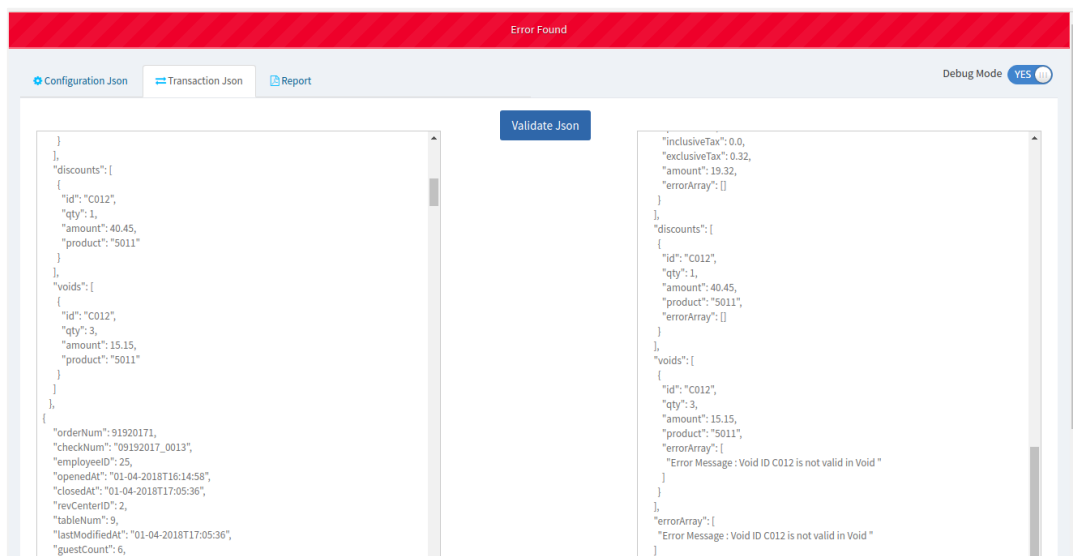 Error Found
Configuration Json
Transaction Json
Report
Debug Mode
YES
Validate Json
}
],
"discounts": [
{
"id": "C012",
"qty": 1,
"amount": 40.45,
"product": "5011"
}
],
"voids": [
{
"id": "C012",
"qty": 3,
"amount": 15.15,
"product": "5011"
}
]
},
{
"orderNum": 91920171,
"checkNum": "09192017_0013",
"employeeID": 25,
"openedAt": "01-04-2018T16:14:58",
"closedAt": "01-04-2018T17:05:36",
"revCenterID": 2,
"tableNum": 9,
"lastModifiedAt": "01-04-2018T17:05:36",
"guestCount": 6,
"inclusiveTax": 0.0,
"exclusiveTax": 0.32,
"amount": 19.32,
"errorArray": []
}
],
"discounts": [
{
"id": "C012",
"qty": 1,
"amount": 40.45,
"product": "5011",
"errorArray": []
}
],
"voids": [
{
"id": "C012",
"qty": 3,
"amount": 15.15,
"product": "5011",
"errorArray": [
"Error Message : Void ID C012 is not valid in Void "
]
}
],
"errorArray": [
"Error Message : Void ID C012 is not valid in Void "
]